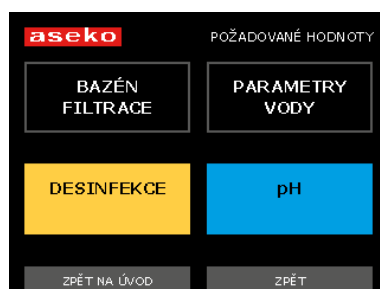 aseko
POŽADOVANÉ HODNOTY
BAZÉN
FILTRACE
PARAMETRY
VODY
DESINFEKCE
pH
ZPĚT NA ÚVOD
ZPĚT